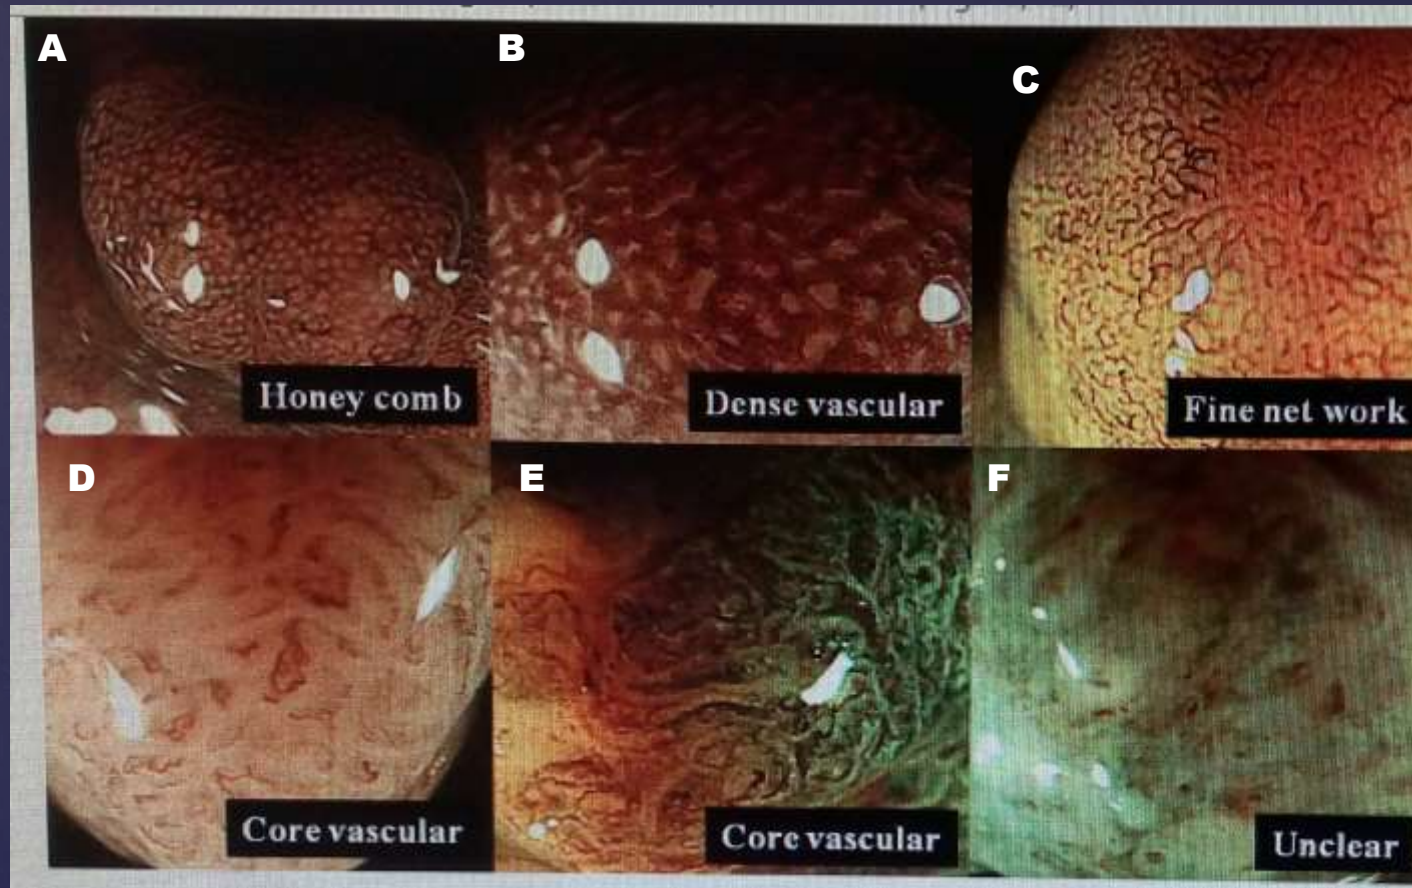 A
B
C
Honey comb
Dense vascular
Fine net work
D
E
F
Core vascular
Core vascular
Unclear